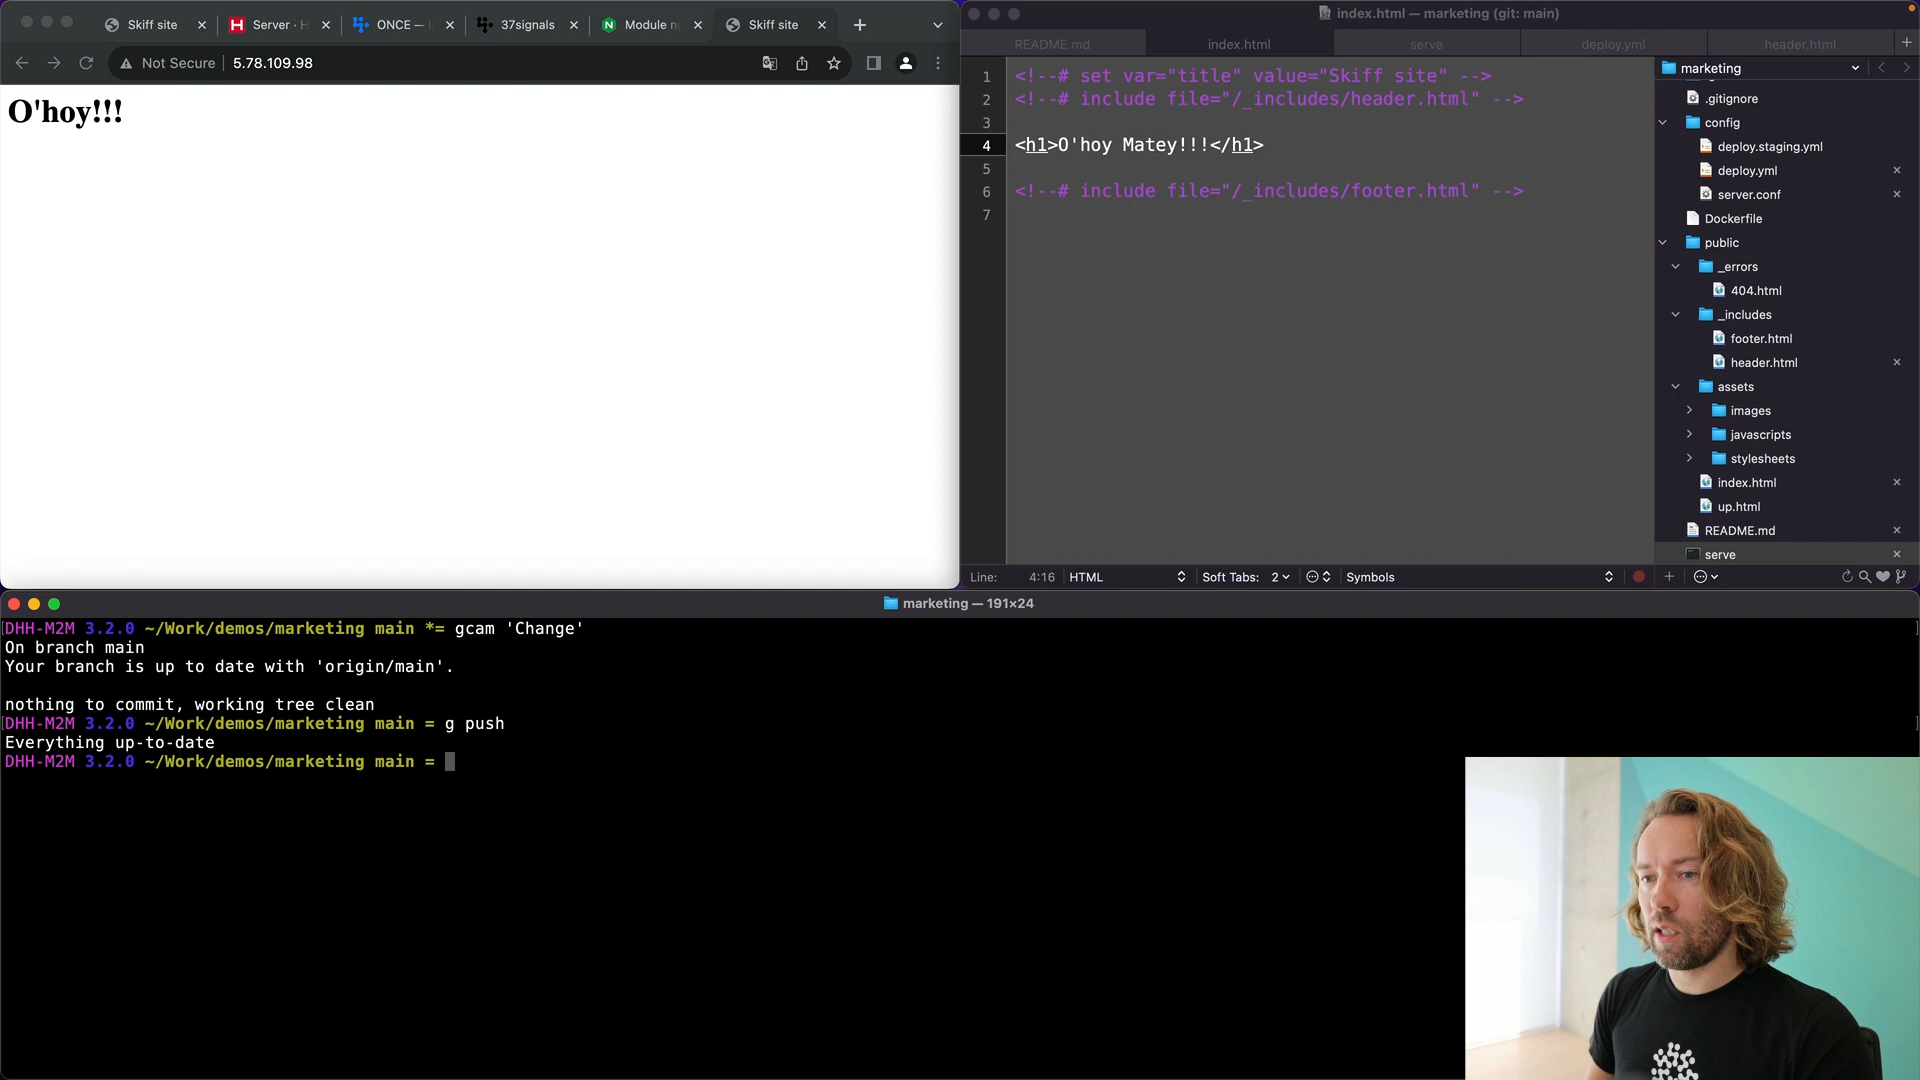 Skiff site
Server · H
ONCE — I
37signals
Module n
Skiff site
Not Secure
5.78.109.98
O'hoy!!!
index.html — marketing (git: main)
README.md
index.html
serve
deploy.yml
header.html
1 <!--# set var="title" value="Skiff site" -->
2 <!--# include file="/_includes/header.html" -->
3
4 <h1>O'hoy Matey!!!</h1>
5
6 <!--# include file="/_includes/footer.html" -->
7
marketing
.gitignore
config
deploy.staging.yml
deploy.yml
server.conf
Dockerfile
public
_errors
404.html
_includes
footer.html
header.html
assets
images
javascripts
stylesheets
index.html
up.html
README.md
serve
Line: 4:16 HTML Soft Tabs: 2 Symbols
marketing — 191×24
DHH-M2M 3.2.0 ~/Work/demos/marketing main *= gcam 'Change'
On branch main
Your branch is up to date with 'origin/main'.
nothing to commit, working tree clean
DHH-M2M 3.2.0 ~/Work/demos/marketing main = g push
Everything up-to-date
DHH-M2M 3.2.0 ~/Work/demos/marketing main =